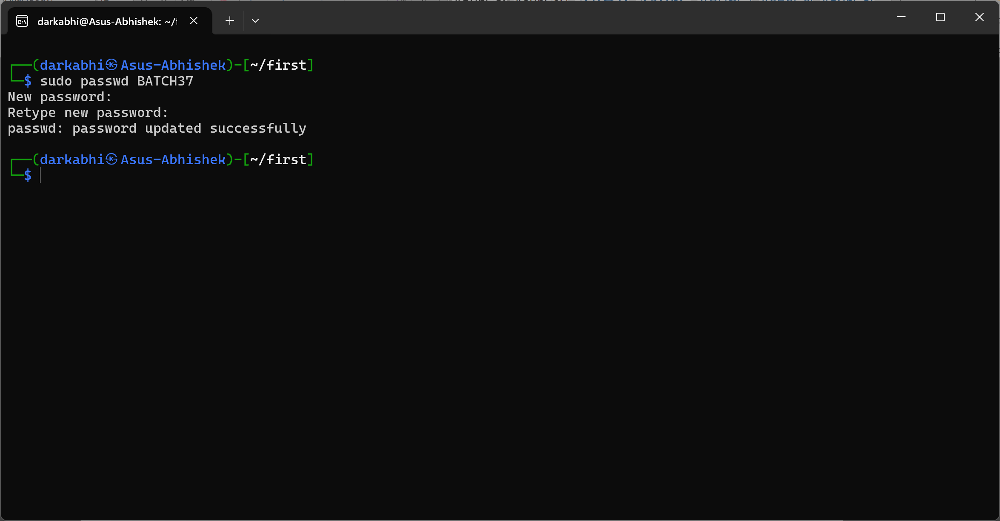 darkabhi@Asus-Abhishek: ~/f
┌──(darkabhi㉿Asus-Abhishek)-[~/first]
└─$ sudo passwd BATCH37
New password:
Retype new password:
passwd: password updated successfully
┌──(darkabhi㉿Asus-Abhishek)-[~/first]
└─$